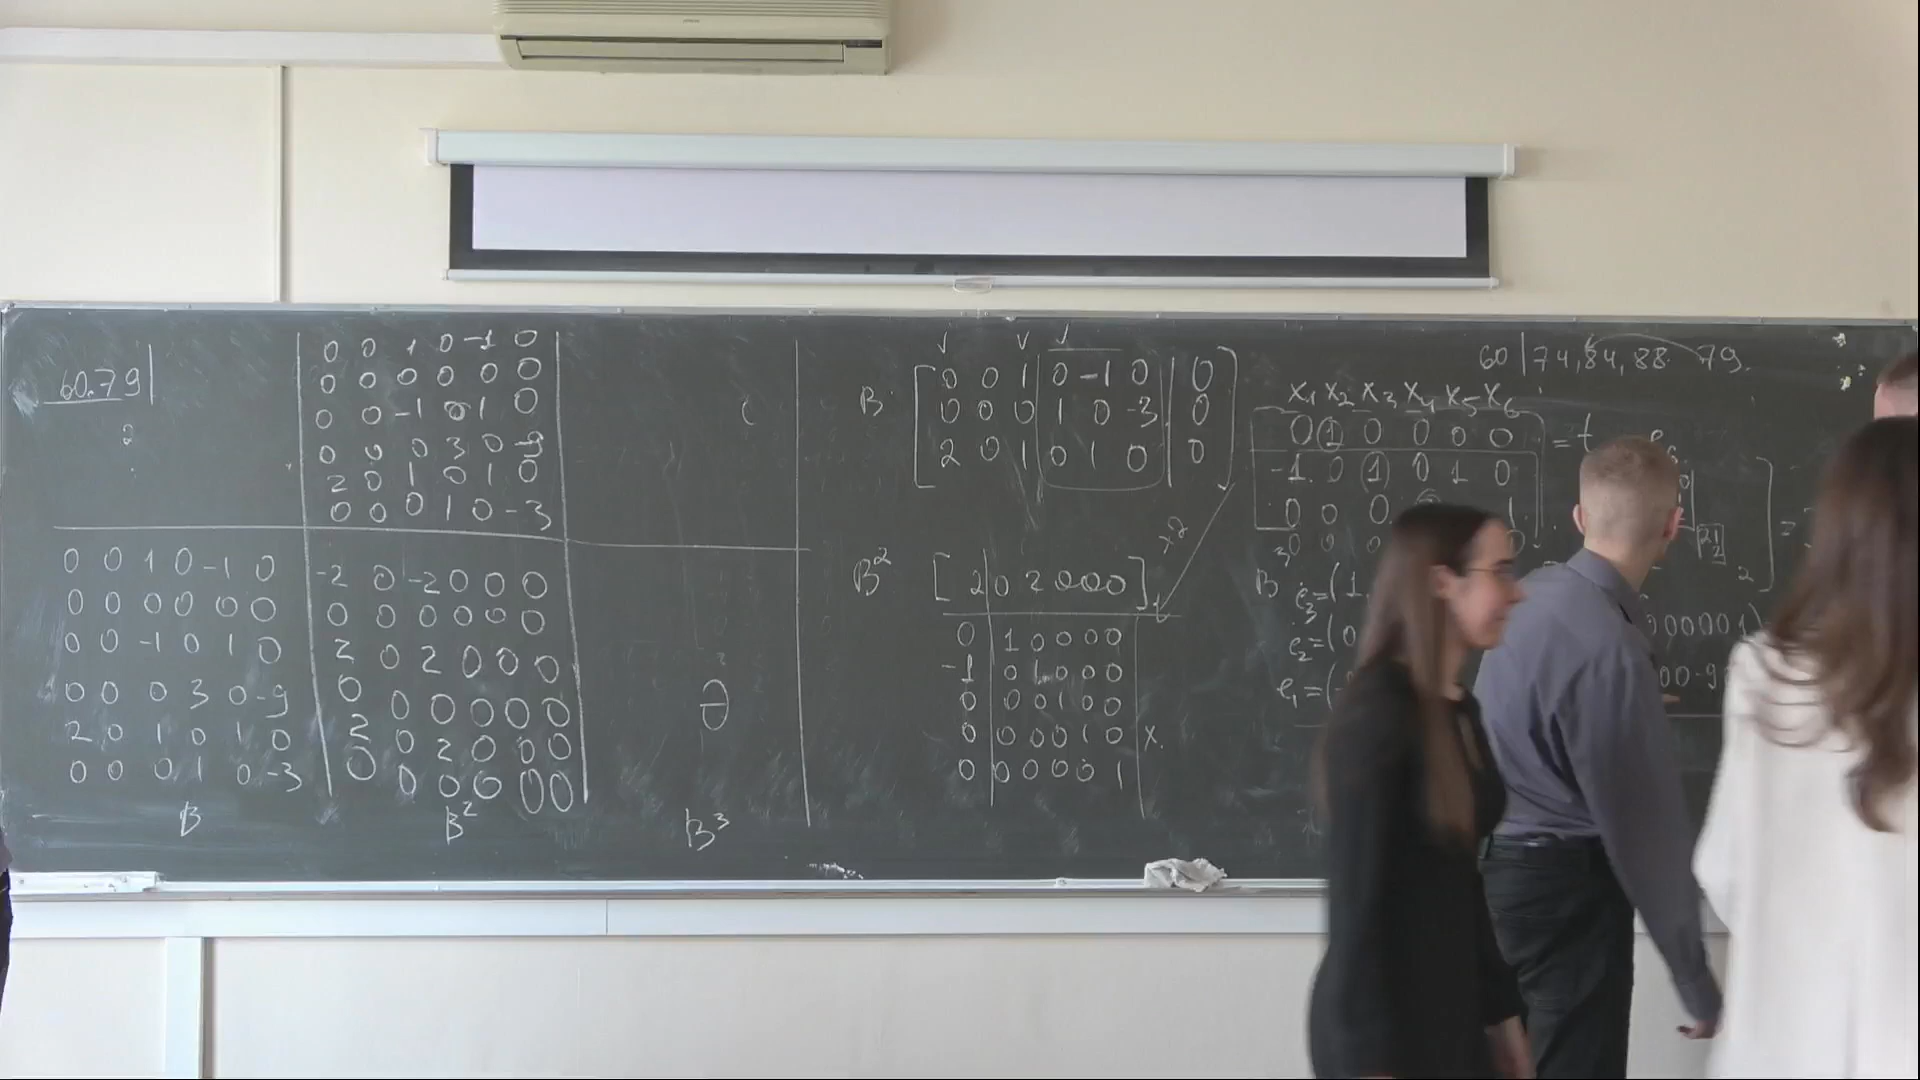 60.79
0 0 1 0 -1 0
0 0 0 0 0 0
0 0 -1 0 1 0
0 0 0 3 0 -9
2 0 1 0 1 0
0 0 0 1 0 -3
0 0 1 0 -1 0
0 0 0 0 0 0
0 0 -1 0 1 0
0 0 0 3 0 -9
2 0 1 0 1 0
0 0 0 1 0 -3
B
-2 0 -2 0 0 0
0 0 0 0 0 0
2 0 2 0 0 0
0 0 0 0 0 0
2 0 2 0 0 0
0 0 0 0 0 0
B²
B³
B
0 0 1 0 -1 0 0
0 0 0 1 0 -3 0
2 0 1 0 1 0 0
B²
2 0 2 0 0 0
0 1 0 0 0 0
-1 0 1 0 0 0
0 0 0 1 0 0
0 0 0 0 1 0 x.
0 0 0 0 0 1
60 | 74, 84, 88. 79.
x₁ x₂ x₃ x₄ x₅ x₆
0 1 0 0 0 0 =
-1 0 1 0 1 0
0 0 0
B³
e₃=(1,
e₂=(0
e₁=(-